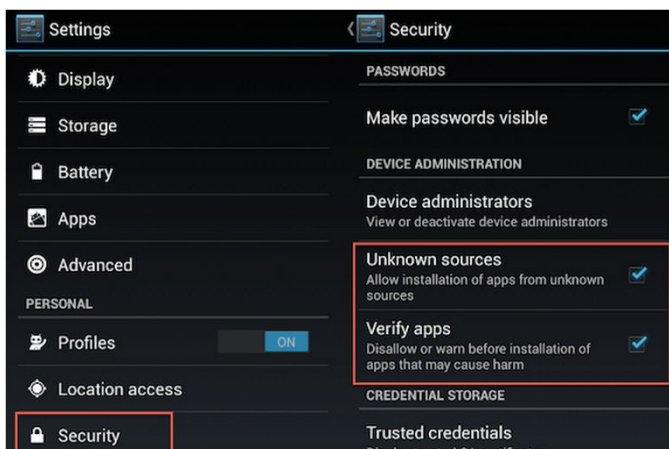 Settings
Display
Storage
Battery
Apps
Advanced
PERSONAL
Profiles
ON
Location access
Security
Security
PASSWORDS
Make passwords visible
DEVICE ADMINISTRATION
Device administrators
View or deactivate device administrators
Unknown sources
Allow installation of apps from unknown
sources
Verify apps
Disallow or warn before installation of
apps that may cause harm
CREDENTIAL STORAGE
Trusted credentials